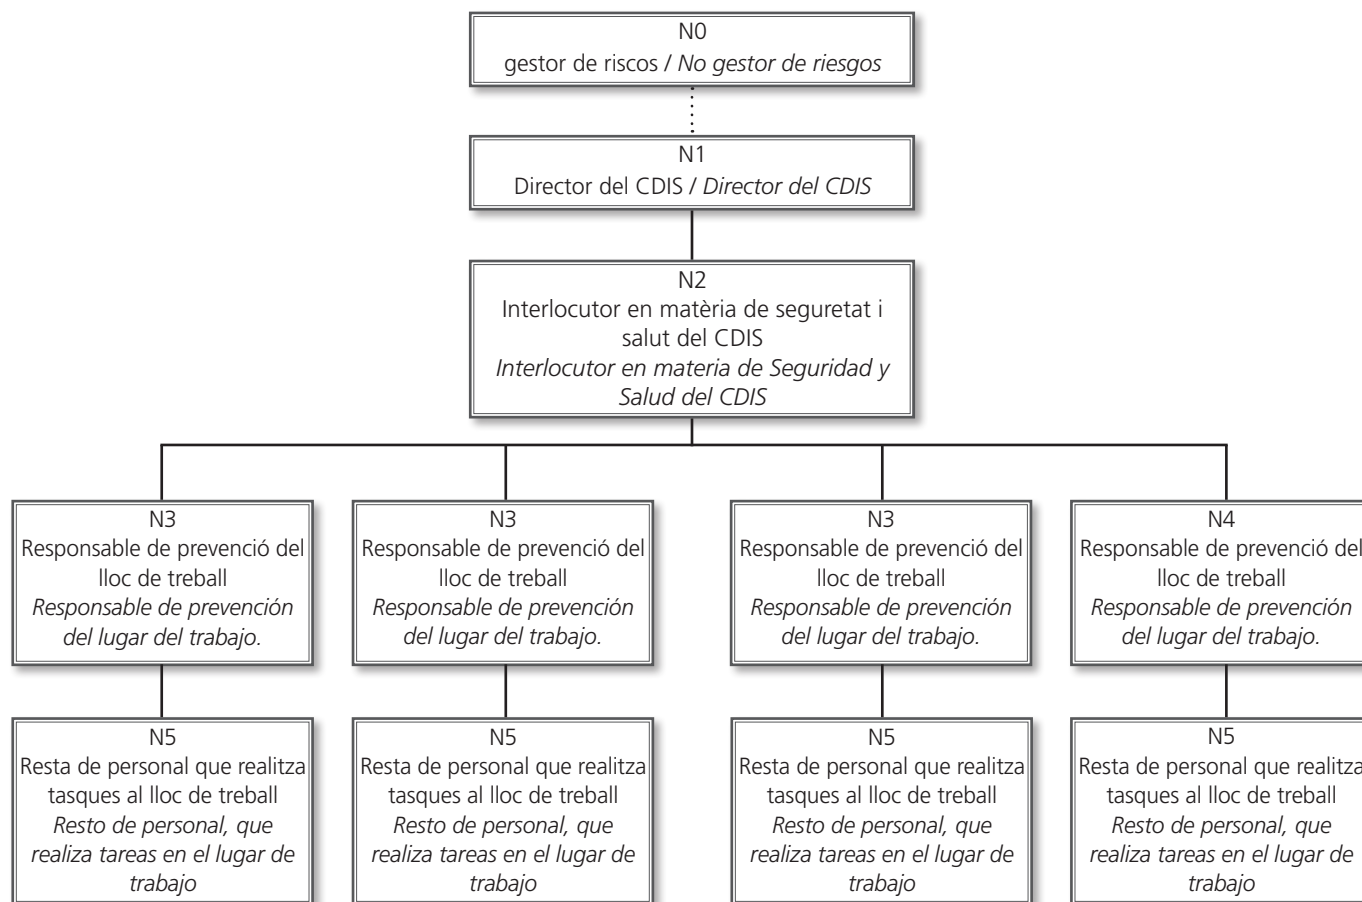 N0
gestor de riscos / No gestor de riesgos
N1
Director del CDIS / Director del CDIS
N2
Interlocutor en matèria de seguretat i
salut del CDIS
Interlocutor en materia de Seguridad y
Salud del CDIS
N3
Responsable de prevenció del
lloc de treball
Responsable de prevención
del lugar del trabajo.
N3
Responsable de prevenció del
lloc de treball
Responsable de prevención
del lugar del trabajo.
N3
Responsable de prevenció del
lloc de treball
Responsable de prevención
del lugar del trabajo.
N4
Responsable de prevenció del
lloc de treball
Responsable de prevención
del lugar del trabajo.
N5
Resta de personal que realitza
tasques al lloc de treball
Resto de personal, que
realiza tareas en el lugar de
trabajo
N5
Resta de personal que realitza
tasques al lloc de treball
Resto de personal, que
realiza tareas en el lugar de
trabajo
N5
Resta de personal que realitza
tasques al lloc de treball
Resto de personal, que
realiza tareas en el lugar de
trabajo
N5
Resta de personal que realitza
tasques al lloc de treball
Resto de personal, que
realiza tareas en el lugar de
trabajo